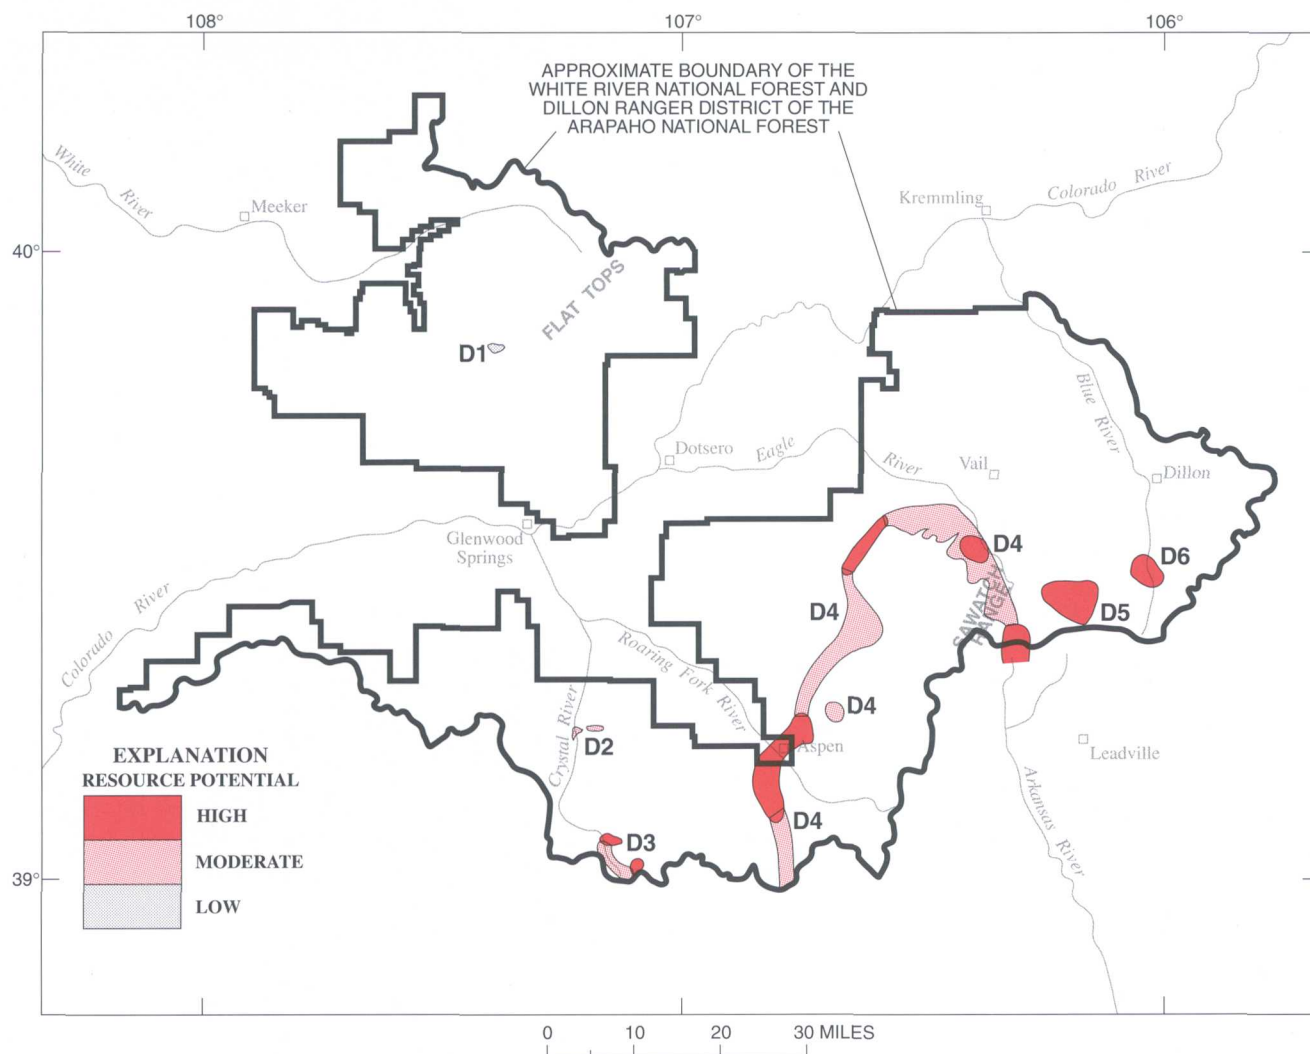 108°
107°
106°
APPROXIMATE BOUNDARY OF THE
WHITE RIVER NATIONAL FOREST AND
DILLON RANGER DISTRICT OF THE
ARAPAHO NATIONAL FOREST
White
River
Meeker
Kremmling
Colorado River
40°
FLAT TOPS
D1
Blue River
Dotsero
Eagle
River
Vail
Dillon
Glenwood
Springs
D4
D6
Colorado River
D4
SAWATCH
RANGE
D5
Roaring Fork River
Crystal River
D4
D2
Aspen
Leadville
EXPLANATION
RESOURCE POTENTIAL
HIGH
MODERATE
LOW
Arkansas River
D4
D3
39°
0 10 20 30 MILES